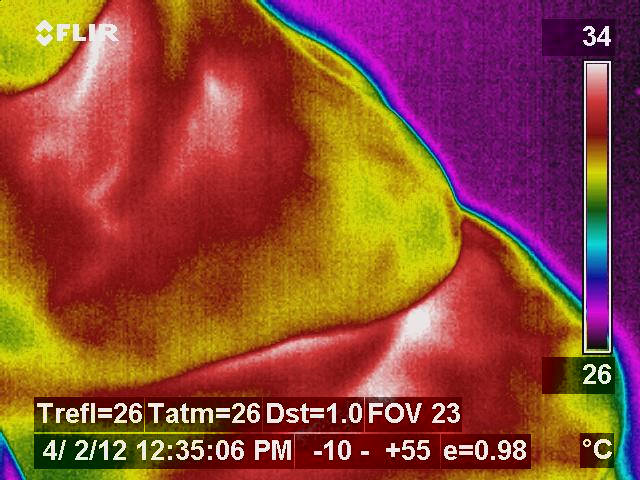 FLIR
34
26
Trefl=26 Tatm=26 Dst=1.0 FOV 23
4/ 2/12 12:35:06 PM -10 - +55 e=0.98 °C